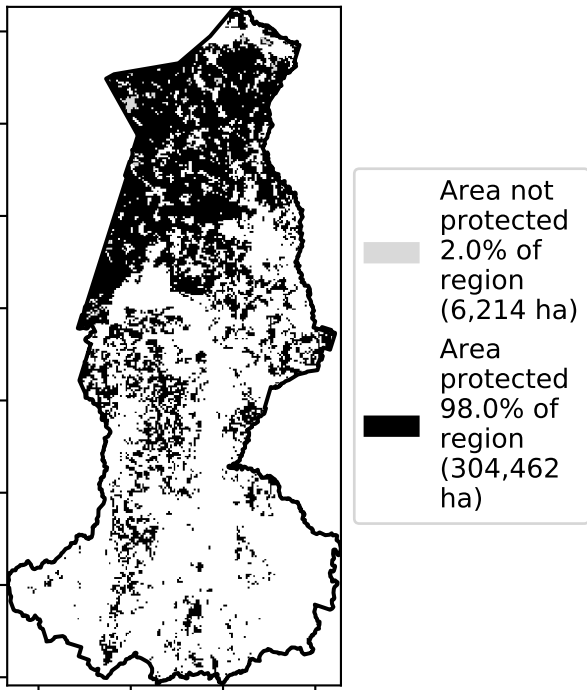 Area not
protected
2.0% of
region
(6,214 ha)
Area
protected
98.0% of
region
(304,462
ha)